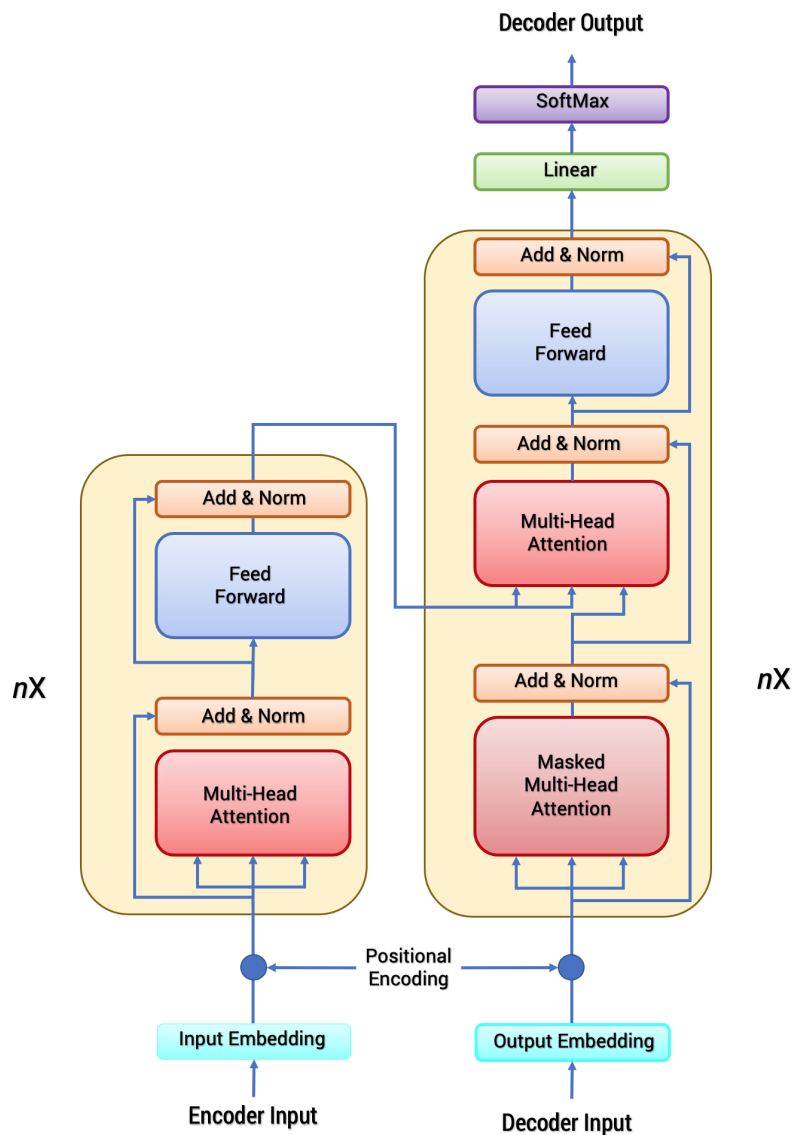 Decoder Output
SoftMax
Linear
Add & Norm
Feed
Forward
Add & Norm
Multi-Head
Attention
Add & Norm
Masked
Multi-Head
Attention
nX
Add & Norm
Feed
Forward
Add & Norm
Multi-Head
Attention
nX
Positional
Encoding
Input Embedding
Output Embedding
Encoder Input
Decoder Input